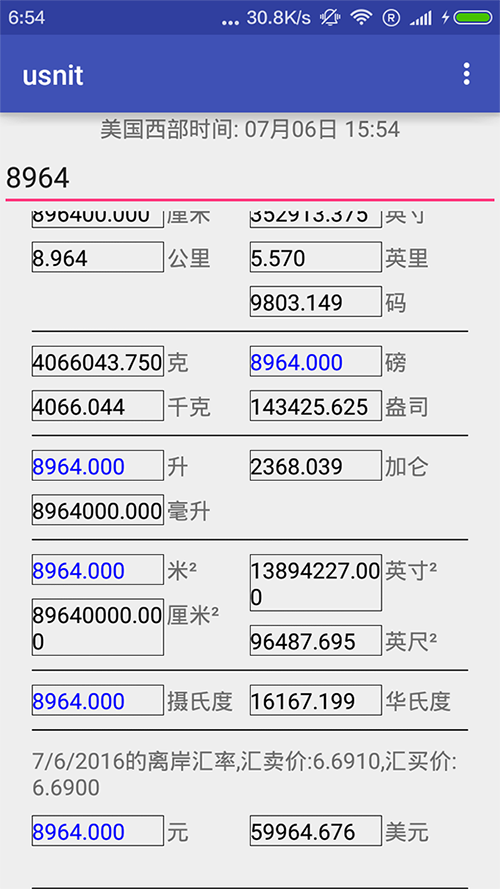 6:54 ... 30.8K/s R
usnit
美国西部时间: 07月06日 15:54
8964
896400.000 厘米 352913.375 英寸
8.964 公里 5.570 英里
9803.149 码
4066043.750 克 8964.000 磅
4066.044 千克 143425.625 盎司
8964.000 升 2368.039 加仑
8964000.000 毫升
8964.000 米² 13894227.00
0 英寸²
89640000.00
0 厘米² 96487.695 英尺²
8964.000 摄氏度 16167.199 华氏度
7/6/2016的离岸汇率,汇卖价:6.6910,汇买价:
6.6900
8964.000 元 59964.676 美元